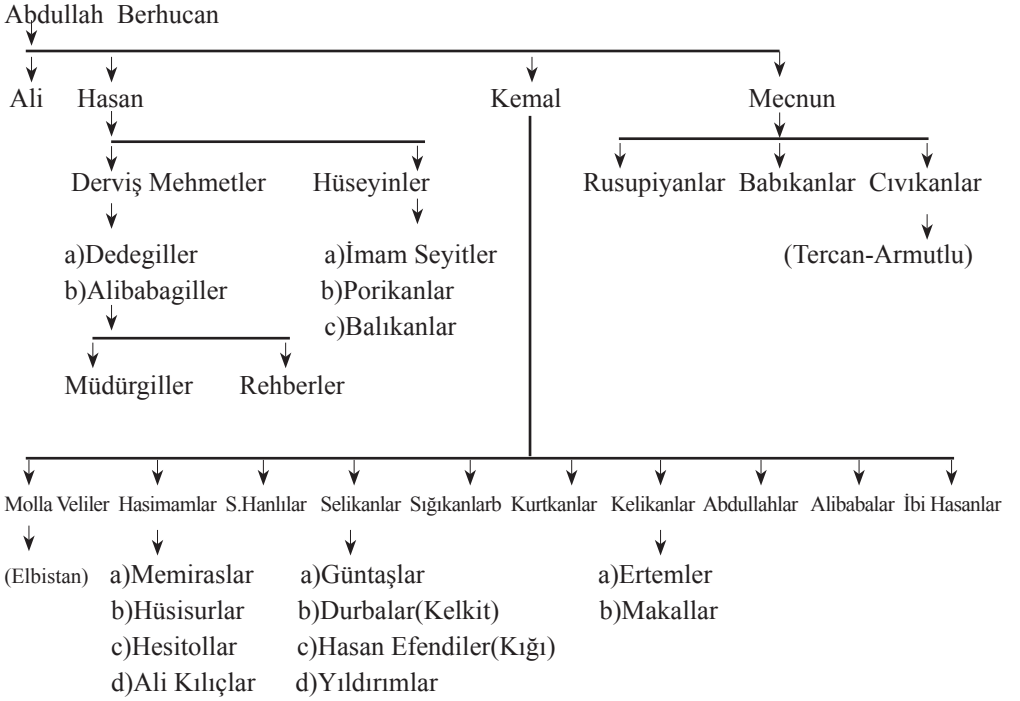 Abdullah Berhucan
Ali Hasan Kemal Mecnun
Derviş Mehmetler Hüseyinler Rusupiyanlar Babıkanlar Cıvıkanlar
a)Dedegiller a)İmam Seyitler (Tercan-Armutlu)
b)Alibabagiller b)Porikanlar
c)Balıkanlar
Müdürgiller Rehberler
Molla Veliler Hasimamlar S.Hanlılar Selikanlar Sığıkanlarb Kurtkanlar Kelikanlar Abdullahlar Alibabalar İbi Hasanlar
(Elbistan) a)Memiraslar a)Güntaşlar a)Ertemler
b)Hüsisurlar b)Durbalar(Kelkit) b)Makallar
c)Hesitollar c)Hasan Efendiler(Kığı)
d)Ali Kılıçlar d)Yıldırımlar